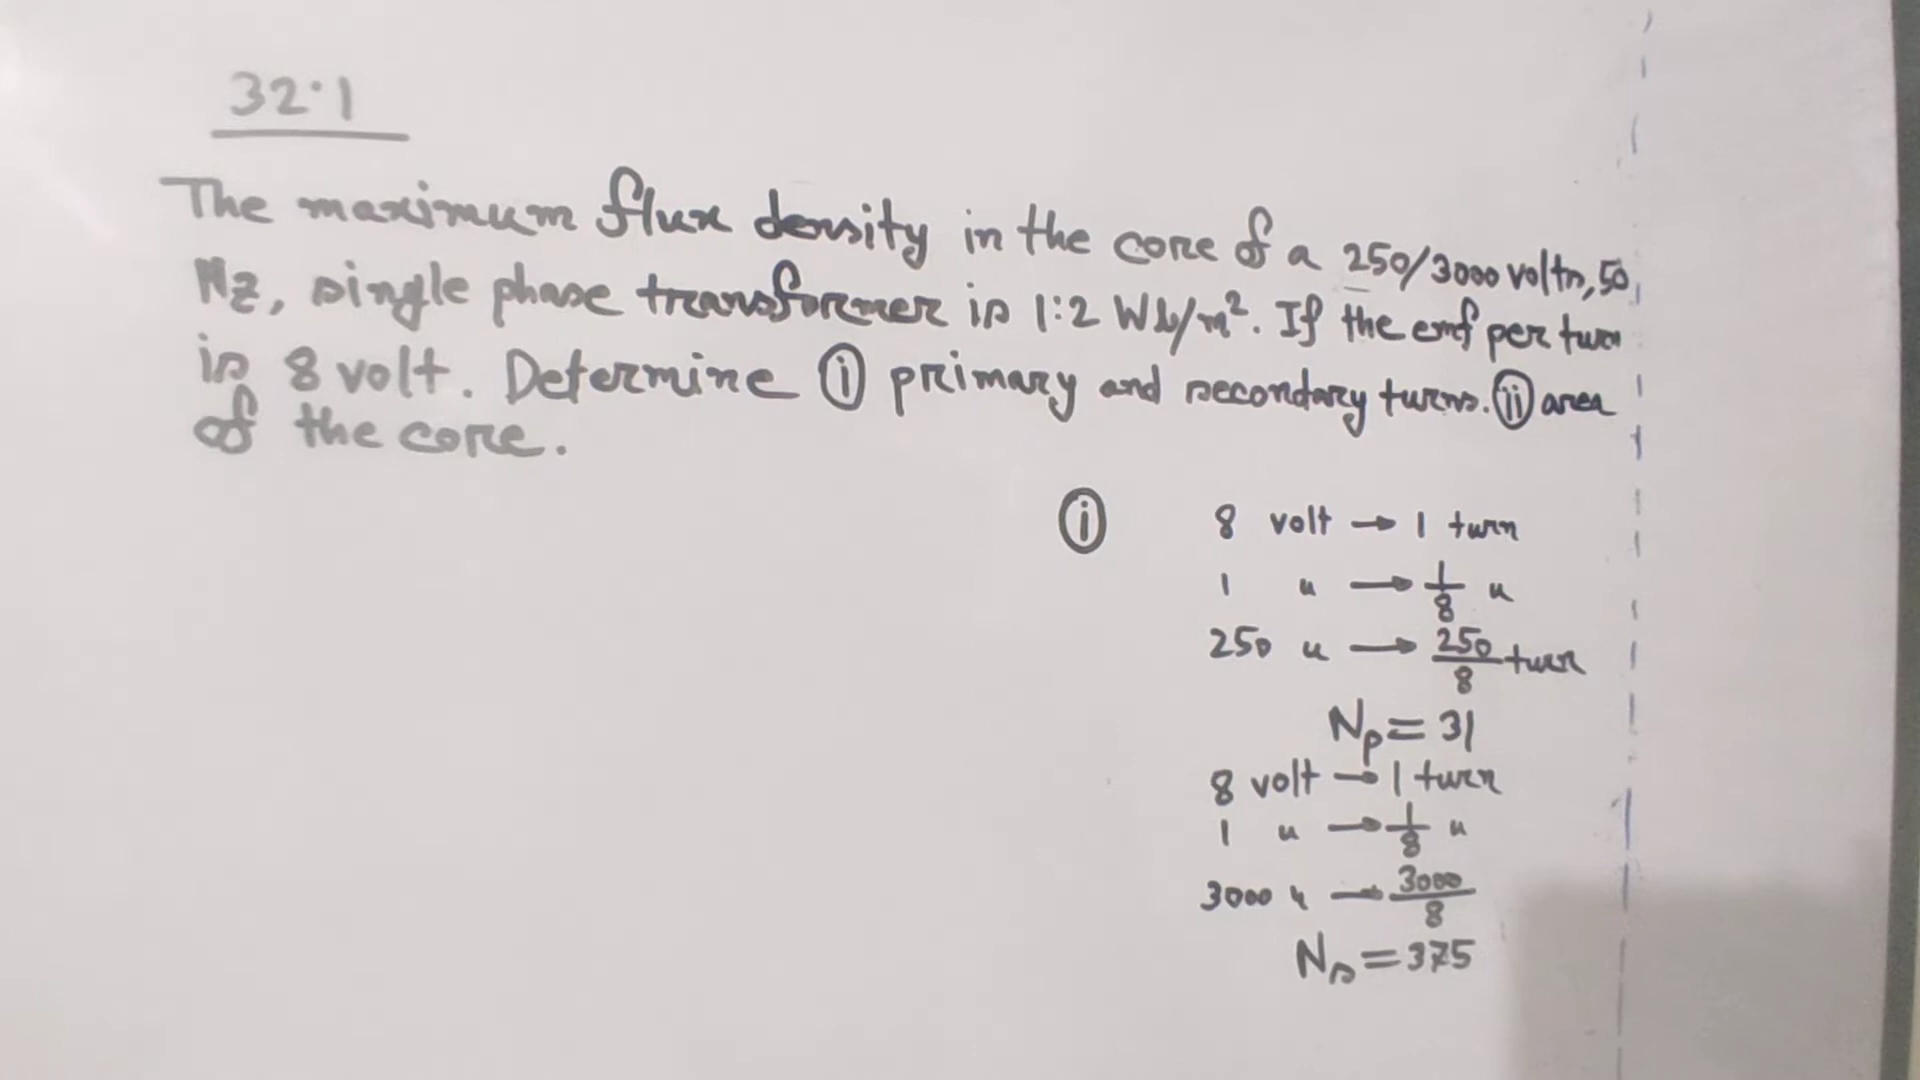 32.1
The maximum flux density in the core of a 250/3000 volts, 50
Hz, single phase transformer is 1:2 Wb/m². If the emf per turn
is 8 volt. Determine ⓘ primary and secondary turns. ⓘⓘ area
of the core.
ⓘ 8 volt → 1 turn
1 " → 1/8 "
250 " → 250/8 turn
Np = 31
8 volt → 1 turn
1 " → 1/8 "
3000 " → 3000/8
Ns = 375